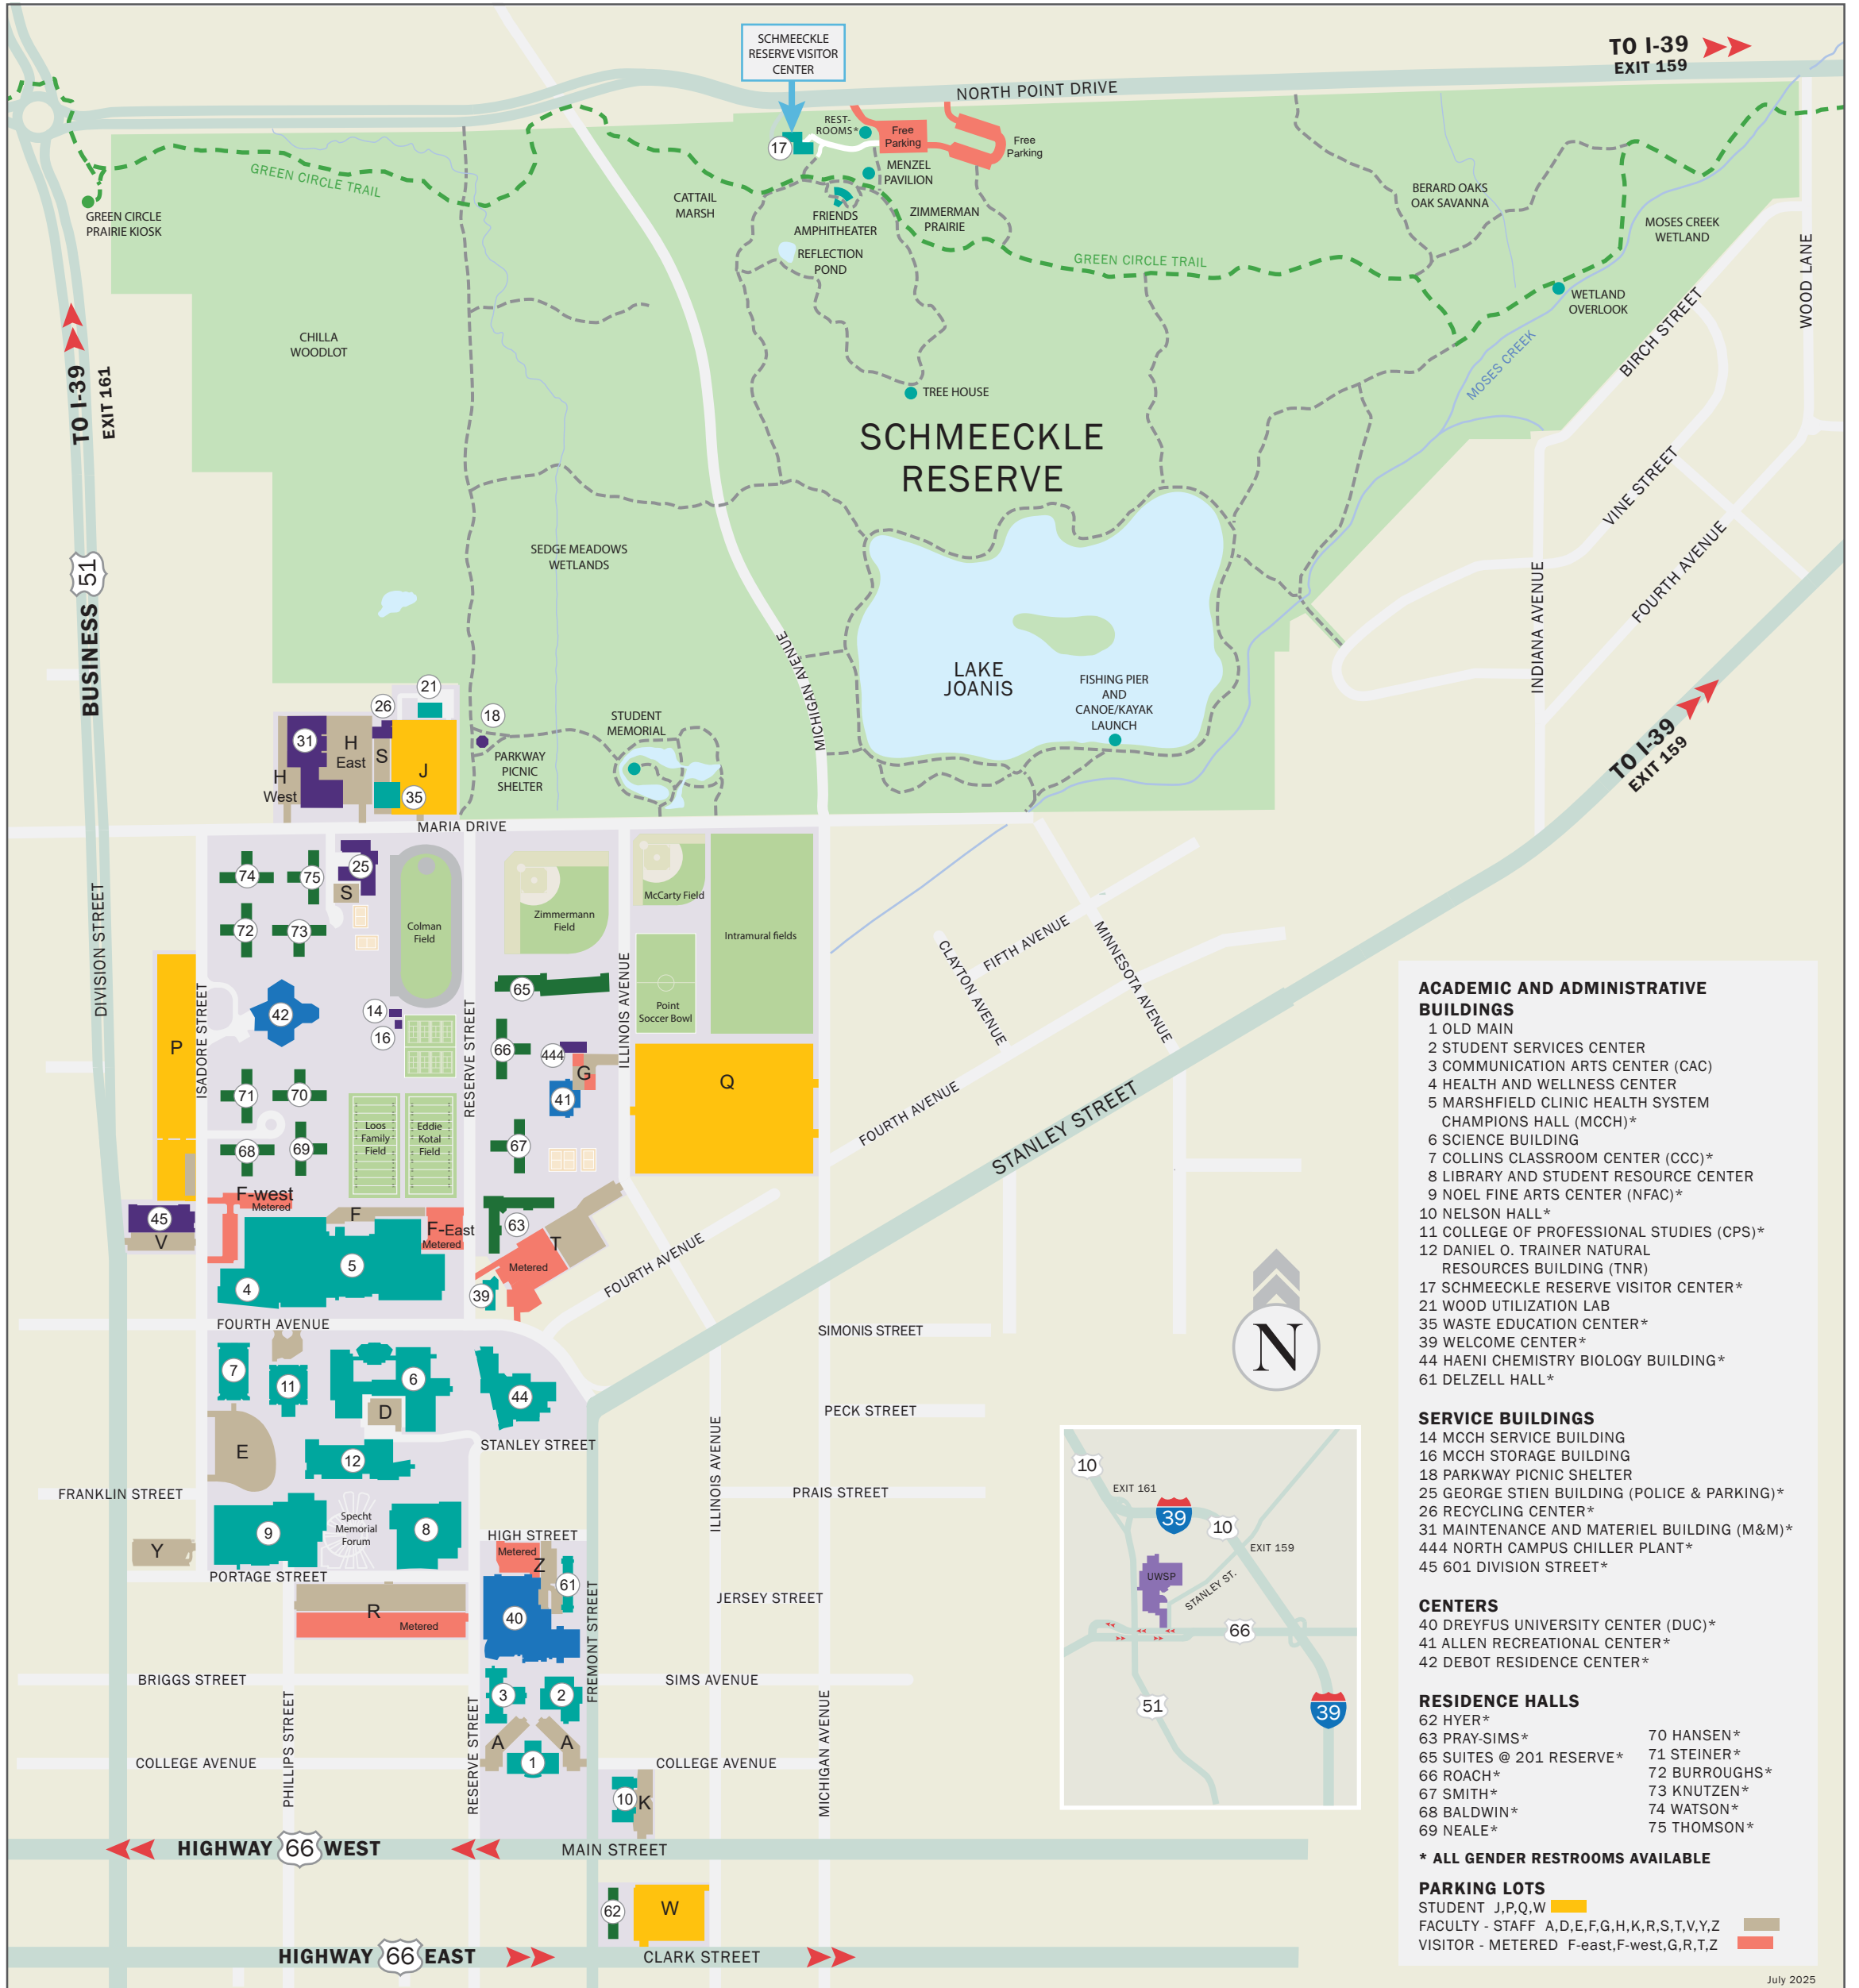 SCHMEECKLE
RESERVE VISITOR
CENTER
TO I-39
EXIT 159
NORTH POINT DRIVE
REST-
ROOMS*
Free
Parking
Free
Parking
17
MENZEL
PAVILION
GREEN CIRCLE TRAIL
CATTAIL
MARSH
FRIENDS
AMPHITHEATER
ZIMMERMAN
PRAIRIE
BERARD OAKS
OAK SAVANNA
GREEN CIRCLE
PRAIRIE KIOSK
MOSES CREEK
WETLAND
REFLECTION
POND
GREEN CIRCLE TRAIL
WOOD LANE
WETLAND
OVERLOOK
BIRCH STREET
CHILLA
WOODLOT
MOSES CREEK
TO I-39
EXIT 161
TREE HOUSE
SCHMEECKLE
RESERVE
VINE STREET
FOURTH AVENUE
SEDGE MEADOWS
WETLANDS
BUSINESS 51
INDIANA AVENUE
MICHIGAN AVENUE
LAKE
JOANIS
FISHING PIER
AND
CANOE/KAYAK
LAUNCH
21
26
18
STUDENT
MEMORIAL
31
H
East
S
J
PARKWAY
PICNIC
SHELTER
H
West
35
TO I-39
EXIT 159
MARIA DRIVE
74
75
25
S
72
73
Colman
Field
Zimmermann
Field
McCarty Field
Intramural fields
DIVISION STREET
FIFTH AVENUE
CLAYTON AVENUE
MINNESOTA AVENUE
65
ILLINOIS AVENUE
Point
Soccer Bowl
ISADORE STREET
42
14
16
RESERVE STREET
P
66
444
G
41
Q
71
70
FOURTH AVENUE
STANLEY STREET
Loos
Family
Field
Eddie
Kotal
Field
68
69
67
F-west
Metered
45
V
F
F-East
Metered
63
T
Metered
5
4
39
FOURTH AVENUE
FOURTH AVENUE
SIMONIS STREET
N
7
11
6
44
D
PECK STREET
E
12
STANLEY STREET
ILLINOIS AVENUE
FRANKLIN STREET
PRAIS STREET
9
Specht
Memorial
Forum
8
HIGH STREET
Metered
Z
Y
61
PORTAGE STREET
FREMONT STREET
JERSEY STREET
R
Metered
40
BRIGGS STREET
SIMS AVENUE
3
2
PHILLIPS STREET
RESERVE STREET
MICHIGAN AVENUE
A
A
1
COLLEGE AVENUE
COLLEGE AVENUE
10
K
HIGHWAY 66 WEST
MAIN STREET
62
W
HIGHWAY 66 EAST
CLARK STREET
10
EXIT 161
39
10
EXIT 159
UWSP
STANLEY ST.
66
51
39
ACADEMIC AND ADMINISTRATIVE
BUILDINGS
1 OLD MAIN
2 STUDENT SERVICES CENTER
3 COMMUNICATION ARTS CENTER (CAC)
4 HEALTH AND WELLNESS CENTER
5 MARSHFIELD CLINIC HEALTH SYSTEM
CHAMPIONS HALL (MCCH)*
6 SCIENCE BUILDING
7 COLLINS CLASSROOM CENTER (CCC)*
8 LIBRARY AND STUDENT RESOURCE CENTER
9 NOEL FINE ARTS CENTER (NFAC)*
10 NELSON HALL*
11 COLLEGE OF PROFESSIONAL STUDIES (CPS)*
12 DANIEL O. TRAINER NATURAL
RESOURCES BUILDING (TNR)
17 SCHMEECKLE RESERVE VISITOR CENTER*
21 WOOD UTILIZATION LAB
35 WASTE EDUCATION CENTER*
39 WELCOME CENTER*
44 HAENI CHEMISTRY BIOLOGY BUILDING*
61 DELZELL HALL*
SERVICE BUILDINGS
14 MCCH SERVICE BUILDING
16 MCCH STORAGE BUILDING
18 PARKWAY PICNIC SHELTER
25 GEORGE STIEN BUILDING (POLICE & PARKING)*
26 RECYCLING CENTER*
31 MAINTENANCE AND MATERIEL BUILDING (M&M)*
444 NORTH CAMPUS CHILLER PLANT*
45 601 DIVISION STREET*
CENTERS
40 DREYFUS UNIVERSITY CENTER (DUC)*
41 ALLEN RECREATIONAL CENTER*
42 DEBOT RESIDENCE CENTER*
RESIDENCE HALLS
62 HYER*
63 PRAY-SIMS*
65 SUITES @ 201 RESERVE*
66 ROACH*
67 SMITH*
68 BALDWIN*
69 NEALE*
70 HANSEN*
71 STEINER*
72 BURROUGHS*
73 KNUTZEN*
74 WATSON*
75 THOMSON*
* ALL GENDER RESTROOMS AVAILABLE
PARKING LOTS
STUDENT J,P,Q,W
FACULTY - STAFF A,D,E,F,G,H,K,R,S,T,V,Y,Z
VISITOR - METERED F-east,F-west,G,R,T,Z
July 2025